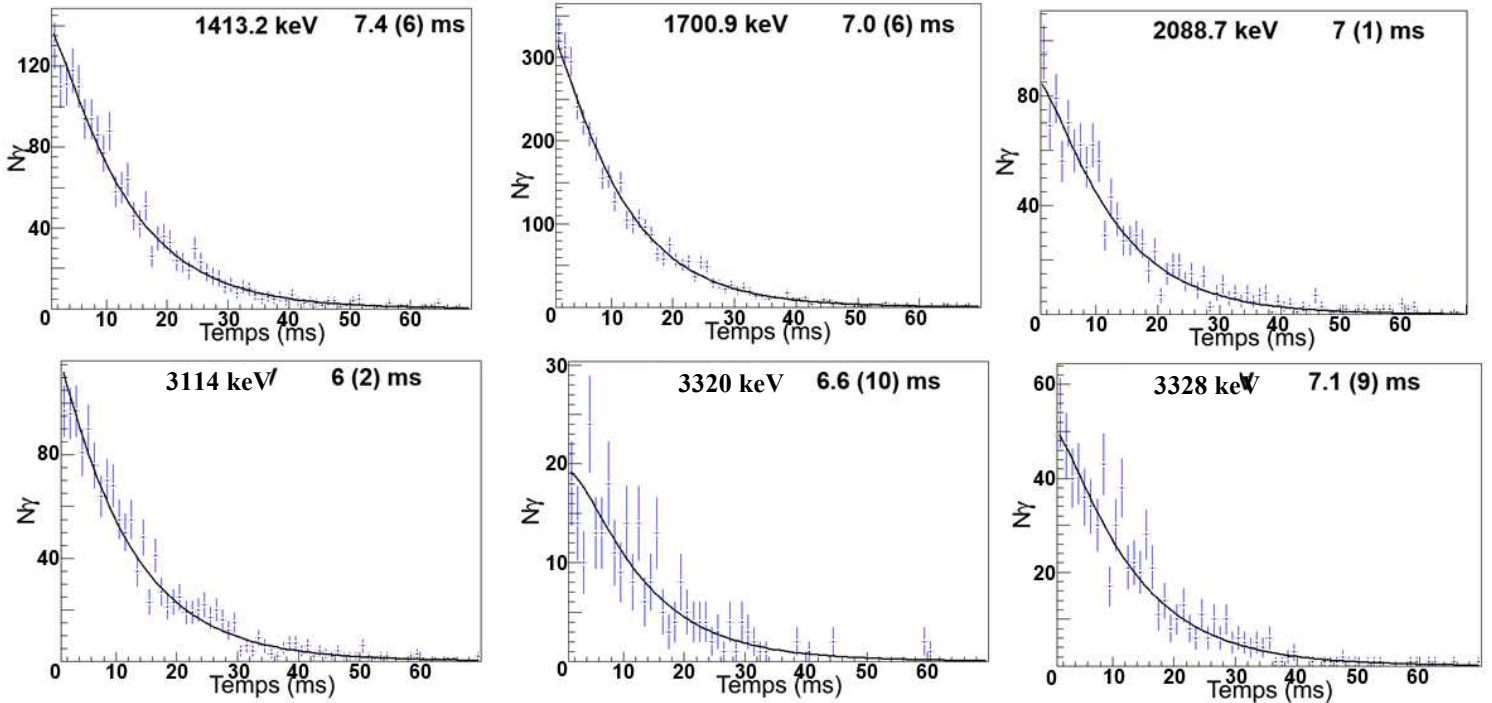 1413.2 keV 7.4 (6) ms
120
80
40
Nγ
10 20 30 40 50 60
Temps (ms)
1700.9 keV 7.0 (6) ms
300
200
100
Nγ
10 20 30 40 50 60
Temps (ms)
2088.7 keV 7 (1) ms
80
40
Nγ
0 10 20 30 40 50 60
Temps (ms)
3114 keV 6 (2) ms
80
40
Nγ
0 10 20 30 40 50 60
Temps (ms)
3320 keV 6.6 (10) ms
30
20
10
0
Nγ
0 10 20 30 40 50 60
Temps (ms)
3328 keV 7.1 (9) ms
60
40
20
0
Nγ
0 10 20 30 40 50 60
Temps (ms)